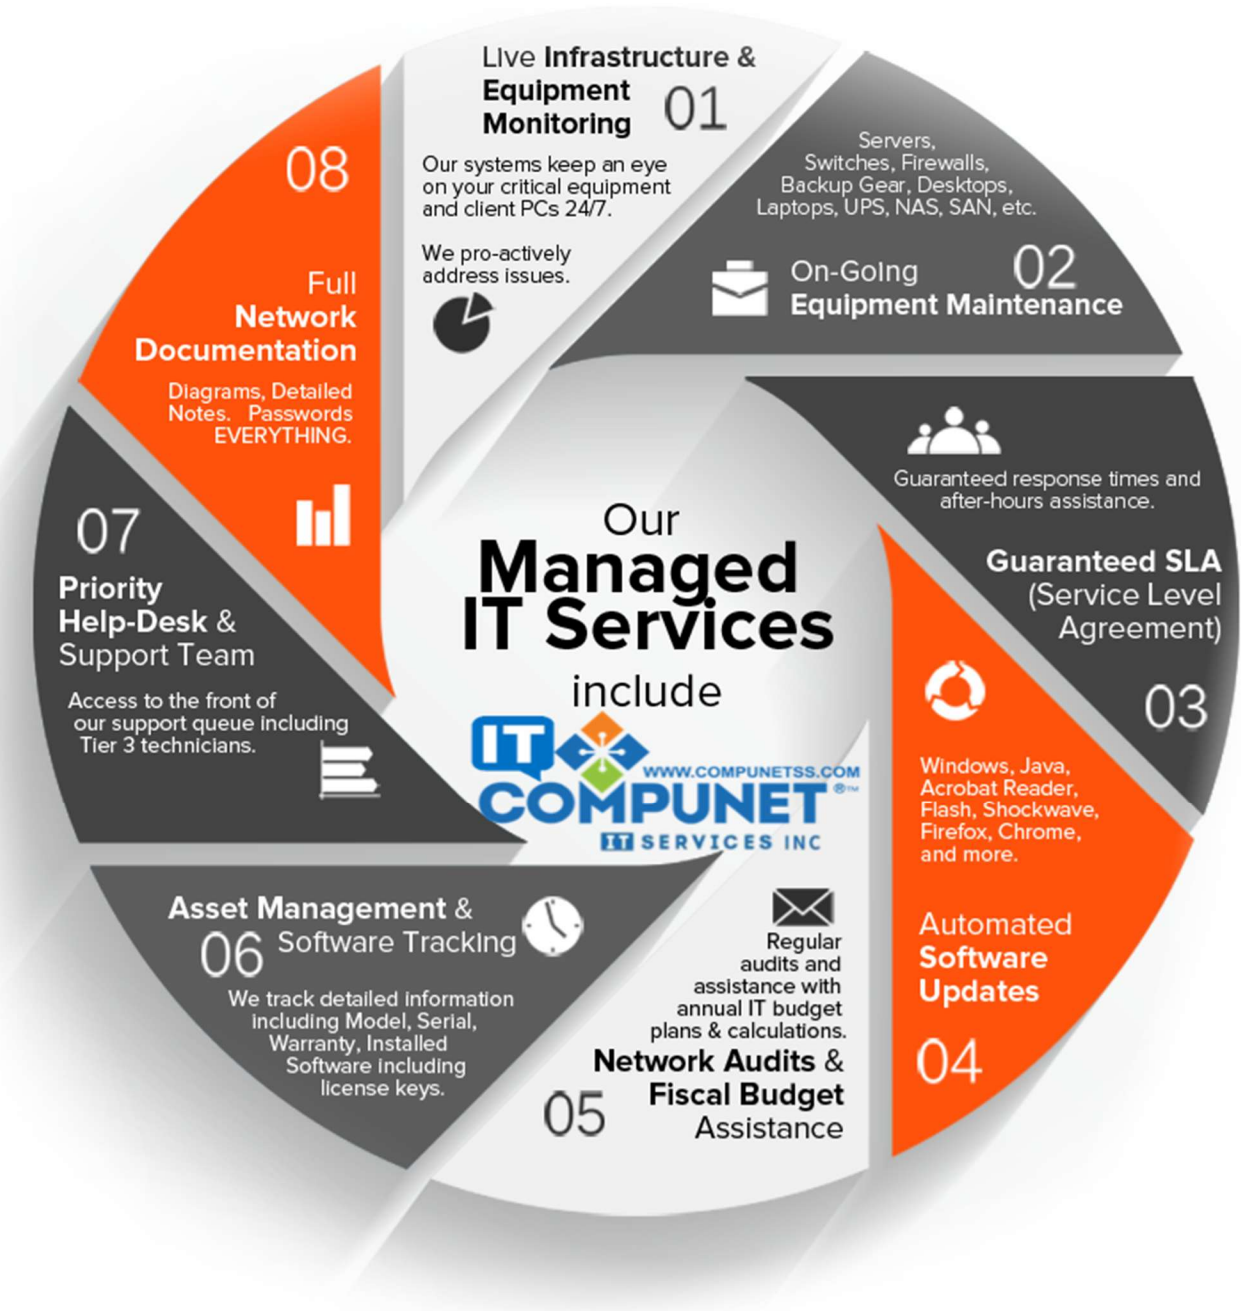 Live Infrastructure &
Equipment
Monitoring
01
Our systems keep an eye
on your critical equipment
and client PCs 24/7.
We pro-actively
address issues.
Servers,
Switches, Firewalls,
Backup Gear, Desktops,
Laptops, UPS, NAS, SAN, etc.
02
On-Going
Equipment Maintenance
Guaranteed response times and
after-hours assistance.
Guaranteed SLA
(Service Level
Agreement)
03
Windows, Java,
Acrobat Reader,
Flash, Shockwave,
Firefox, Chrome,
and more.
Automated
Software
Updates
04
Regular
audits and
assistance with
annual IT budget
plans & calculations.
Network Audits &
Fiscal Budget
Assistance
05
Asset Management &
06 Software Tracking
We track detailed information
including Model, Serial,
Warranty, Installed
Software including
license keys.
07
Priority
Help-Desk &
Support Team
Access to the front of
our support queue including
Tier 3 technicians.
08
Full
Network
Documentation
Diagrams, Detailed
Notes. Passwords
EVERYTHING.
Our
Managed
IT Services
include
IT
WWW.COMPUNETSS.COM
COMPUNET ®™
IT SERVICES INC